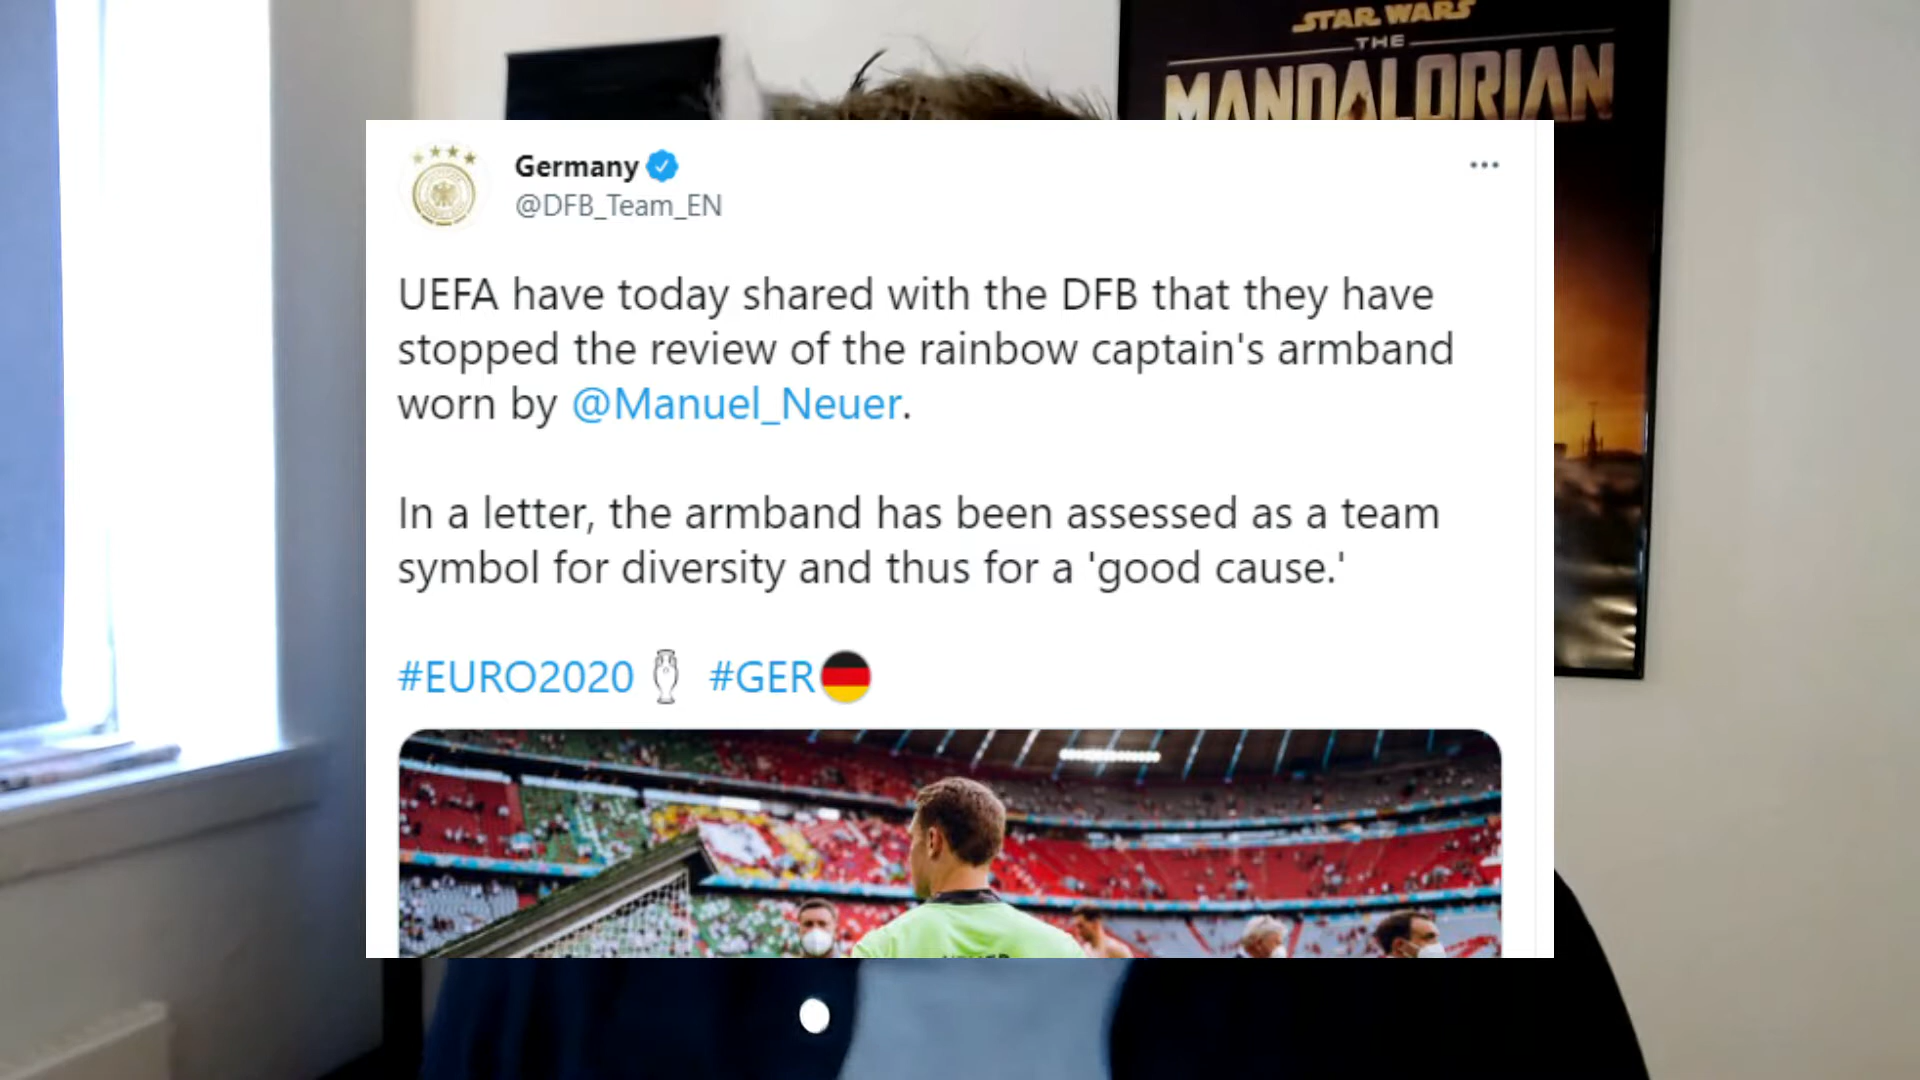 STAR WARS
THE
MANDALORIAN
Germany
@DFB_Team_EN
UEFA have today shared with the DFB that they have
stopped the review of the rainbow captain's armband
worn by @Manuel_Neuer.
In a letter, the armband has been assessed as a team
symbol for diversity and thus for a 'good cause.'
#EURO2020 #GER